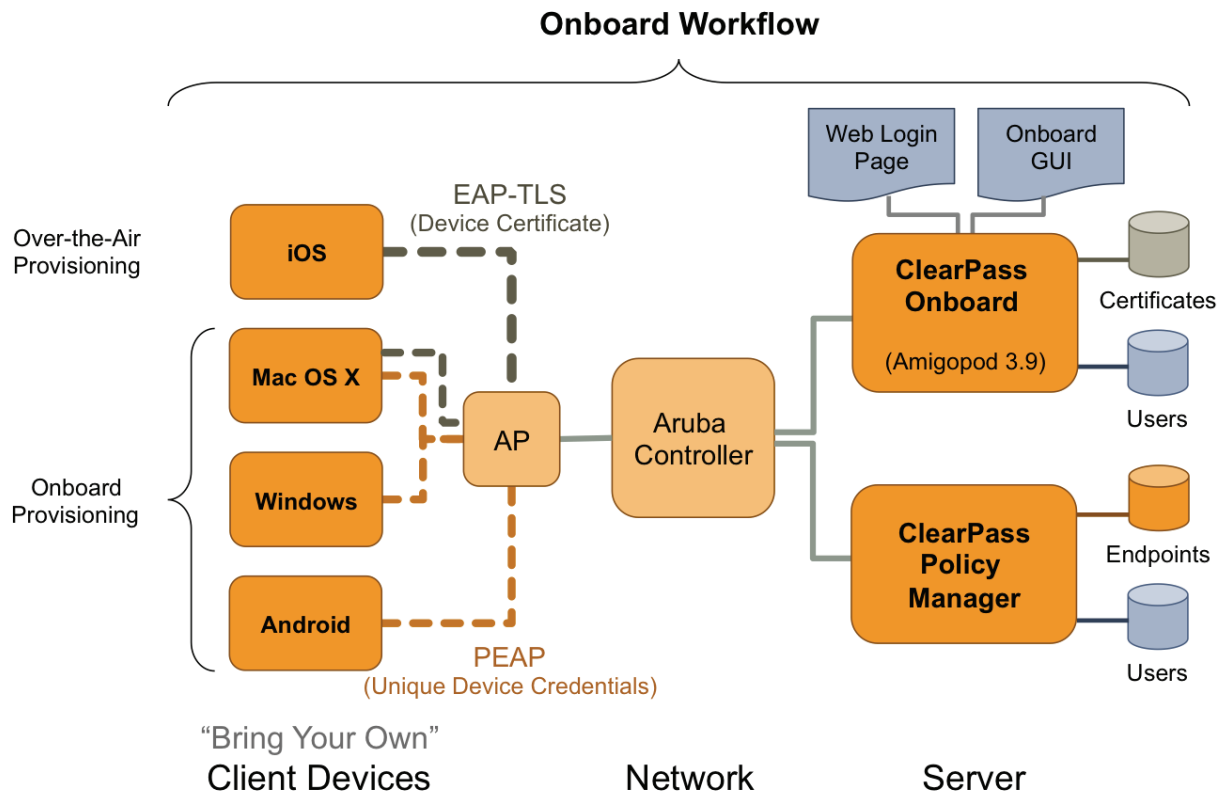 Onboard Workflow
Web Login
Page
Onboard
GUI
EAP-TLS
(Device Certificate)
Over-the-Air
Provisioning
iOS
ClearPass
Onboard
(Amigopod 3.9)
Certificates
Users
Mac OS X
AP
Aruba
Controller
Onboard
Provisioning
Windows
Android
ClearPass
Policy
Manager
Endpoints
Users
PEAP
(Unique Device Credentials)
“Bring Your Own”
Client Devices
Network
Server